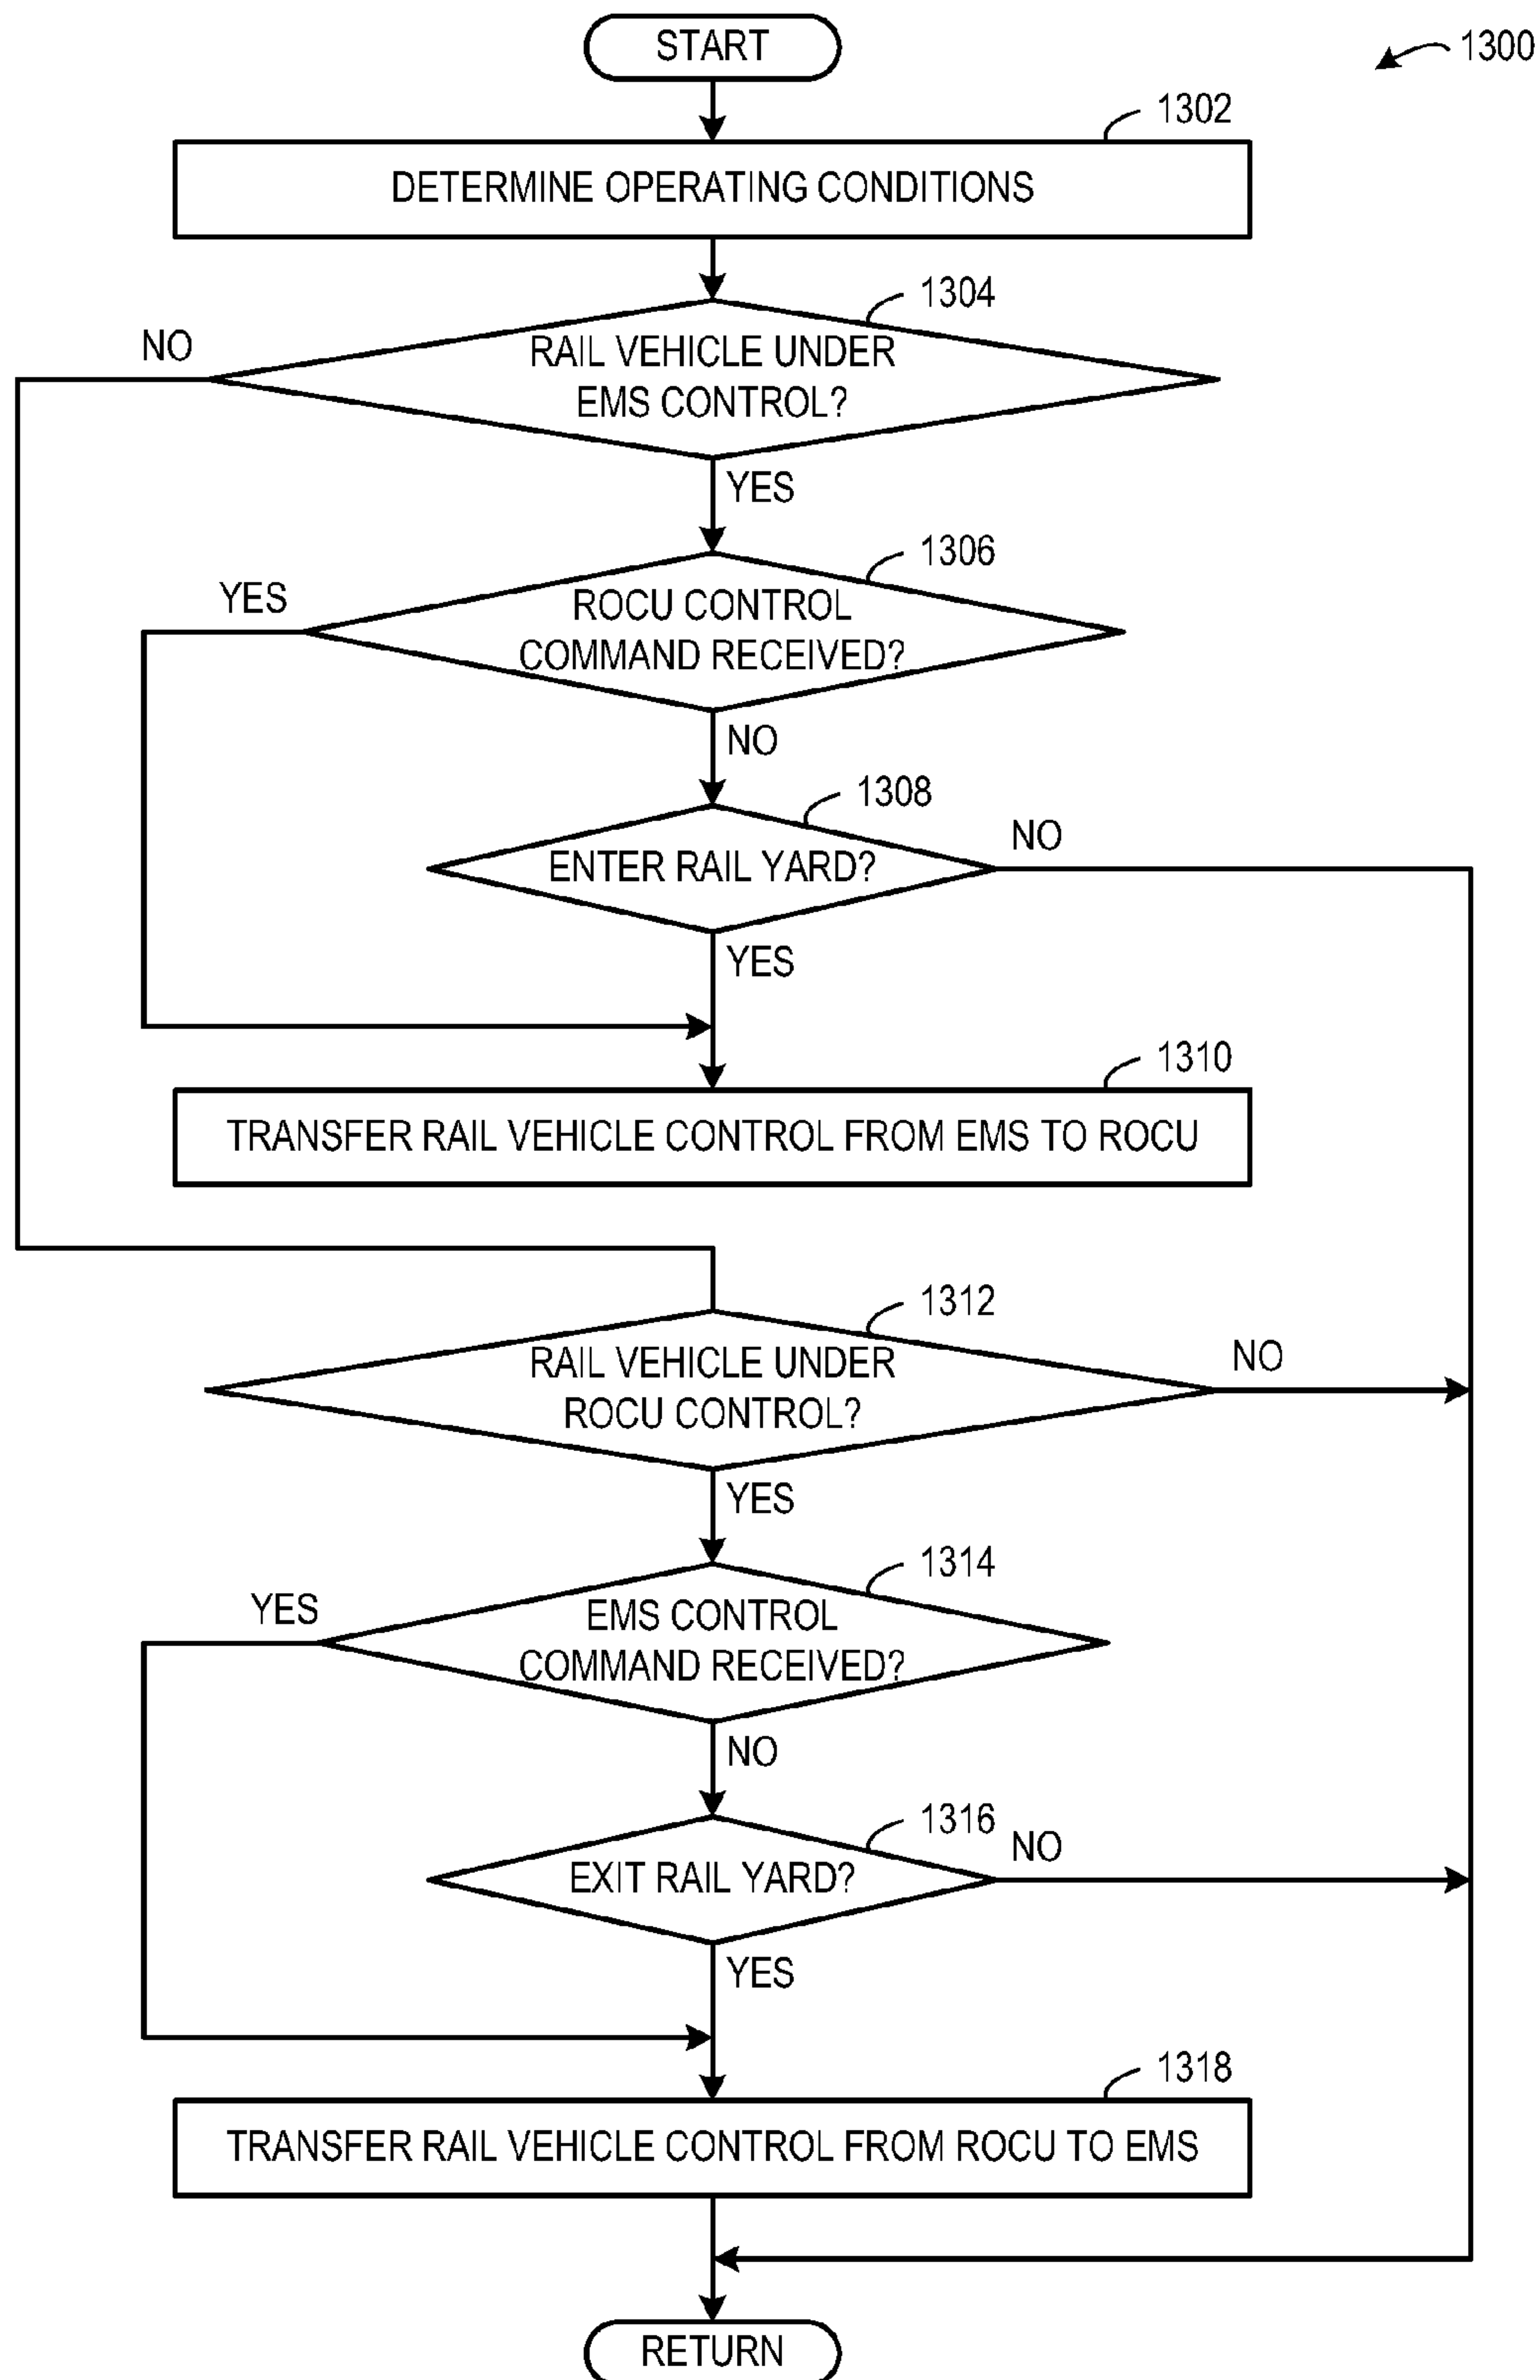 START
1300
1302
DETERMINE OPERATING CONDITIONS
1304
NO
RAIL VEHICLE UNDER
EMS CONTROL?
YES
1306
YES
ROCU CONTROL
COMMAND RECEIVED?
NO
1308
NO
ENTER RAIL YARD?
YES
1310
TRANSFER RAIL VEHICLE CONTROL FROM EMS TO ROCU
1312
NO
RAIL VEHICLE UNDER
ROCU CONTROL?
YES
1314
YES
EMS CONTROL
COMMAND RECEIVED?
NO
1316
NO
EXIT RAIL YARD?
YES
1318
TRANSFER RAIL VEHICLE CONTROL FROM ROCU TO EMS
RETURN